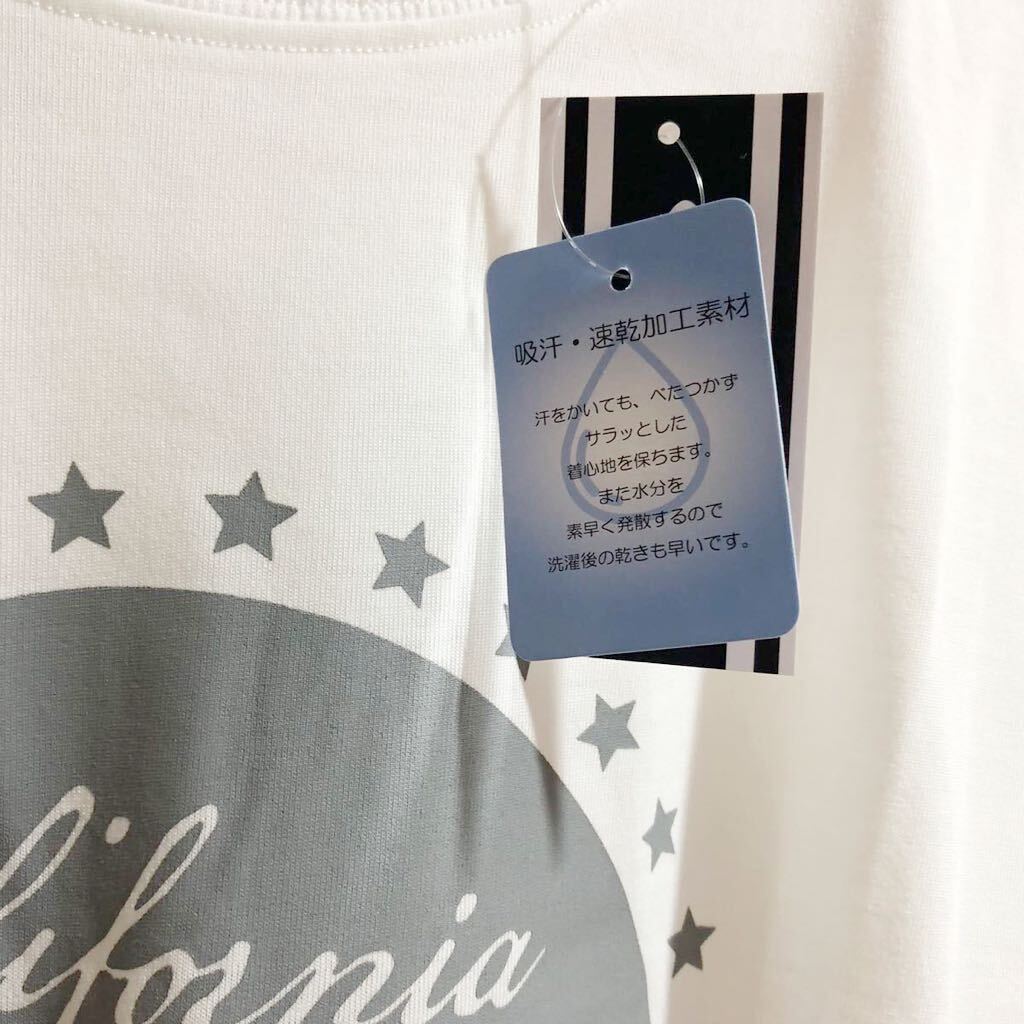 吸汗・速乾加工素材
汗をかいても、べたつかず
サラッとした
着心地を保ちます。
また水分を
素早く発散するので
洗濯後の乾きも早いです。
lifornia